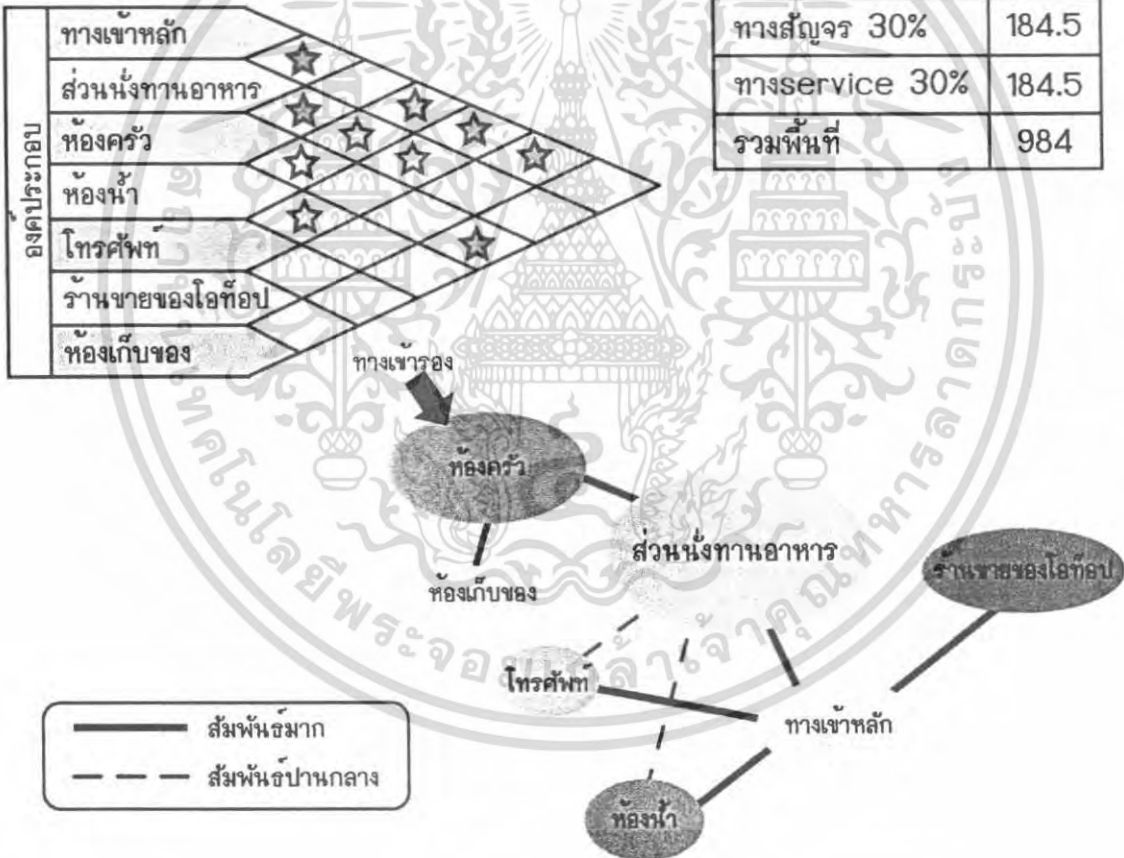 องค์ประกอบ
ทางเข้าหลัก
ส่วนนั่งทานอาหาร
ห้องครัว
ห้องน้ำ
โทรศัพท์
ร้านขายของโอท็อป
ห้องเก็บของ
ทางสัญจร 30% 184.5
ทางservice 30% 184.5
รวมพื้นที่ 984
ทางเข้ารอง
ห้องครัว
ส่วนนั่งทานอาหาร
ร้านขายของโอท็อป
ห้องเก็บของ
โทรศัพท์
ทางเข้าหลัก
ห้องน้ำ
สัมพันธ์มาก
สัมพันธ์ปานกลาง